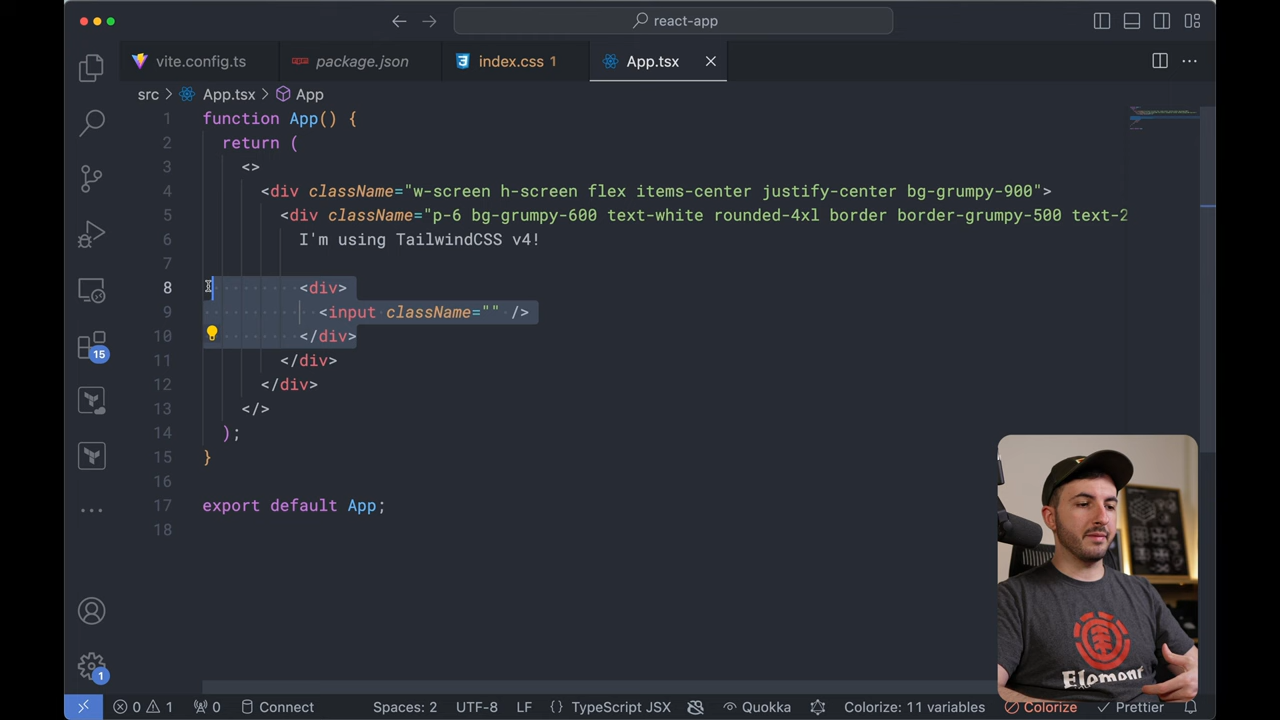 react-app
vite.config.ts
package.json
index.css 1
App.tsx
src > App.tsx > App
1 function App() {
2 return (
3 <>
4 <div className="w-screen h-screen flex items-center justify-center bg-grumpy-900">
5 <div className="p-6 bg-grumpy-600 text-white rounded-4xl border border-grumpy-500 text-2
6 I'm using TailwindCSS v4!
7
8 <div>
9 <input className="" />
10 </div>
11 </div>
12 </div>
13 </>
14 );
15 }
16
17 export default App;
18
15
1
Element
0 1 0 Connect Spaces: 2 UTF-8 LF {} TypeScript JSX Quokka Colorize: 11 variables Colorize Prettier